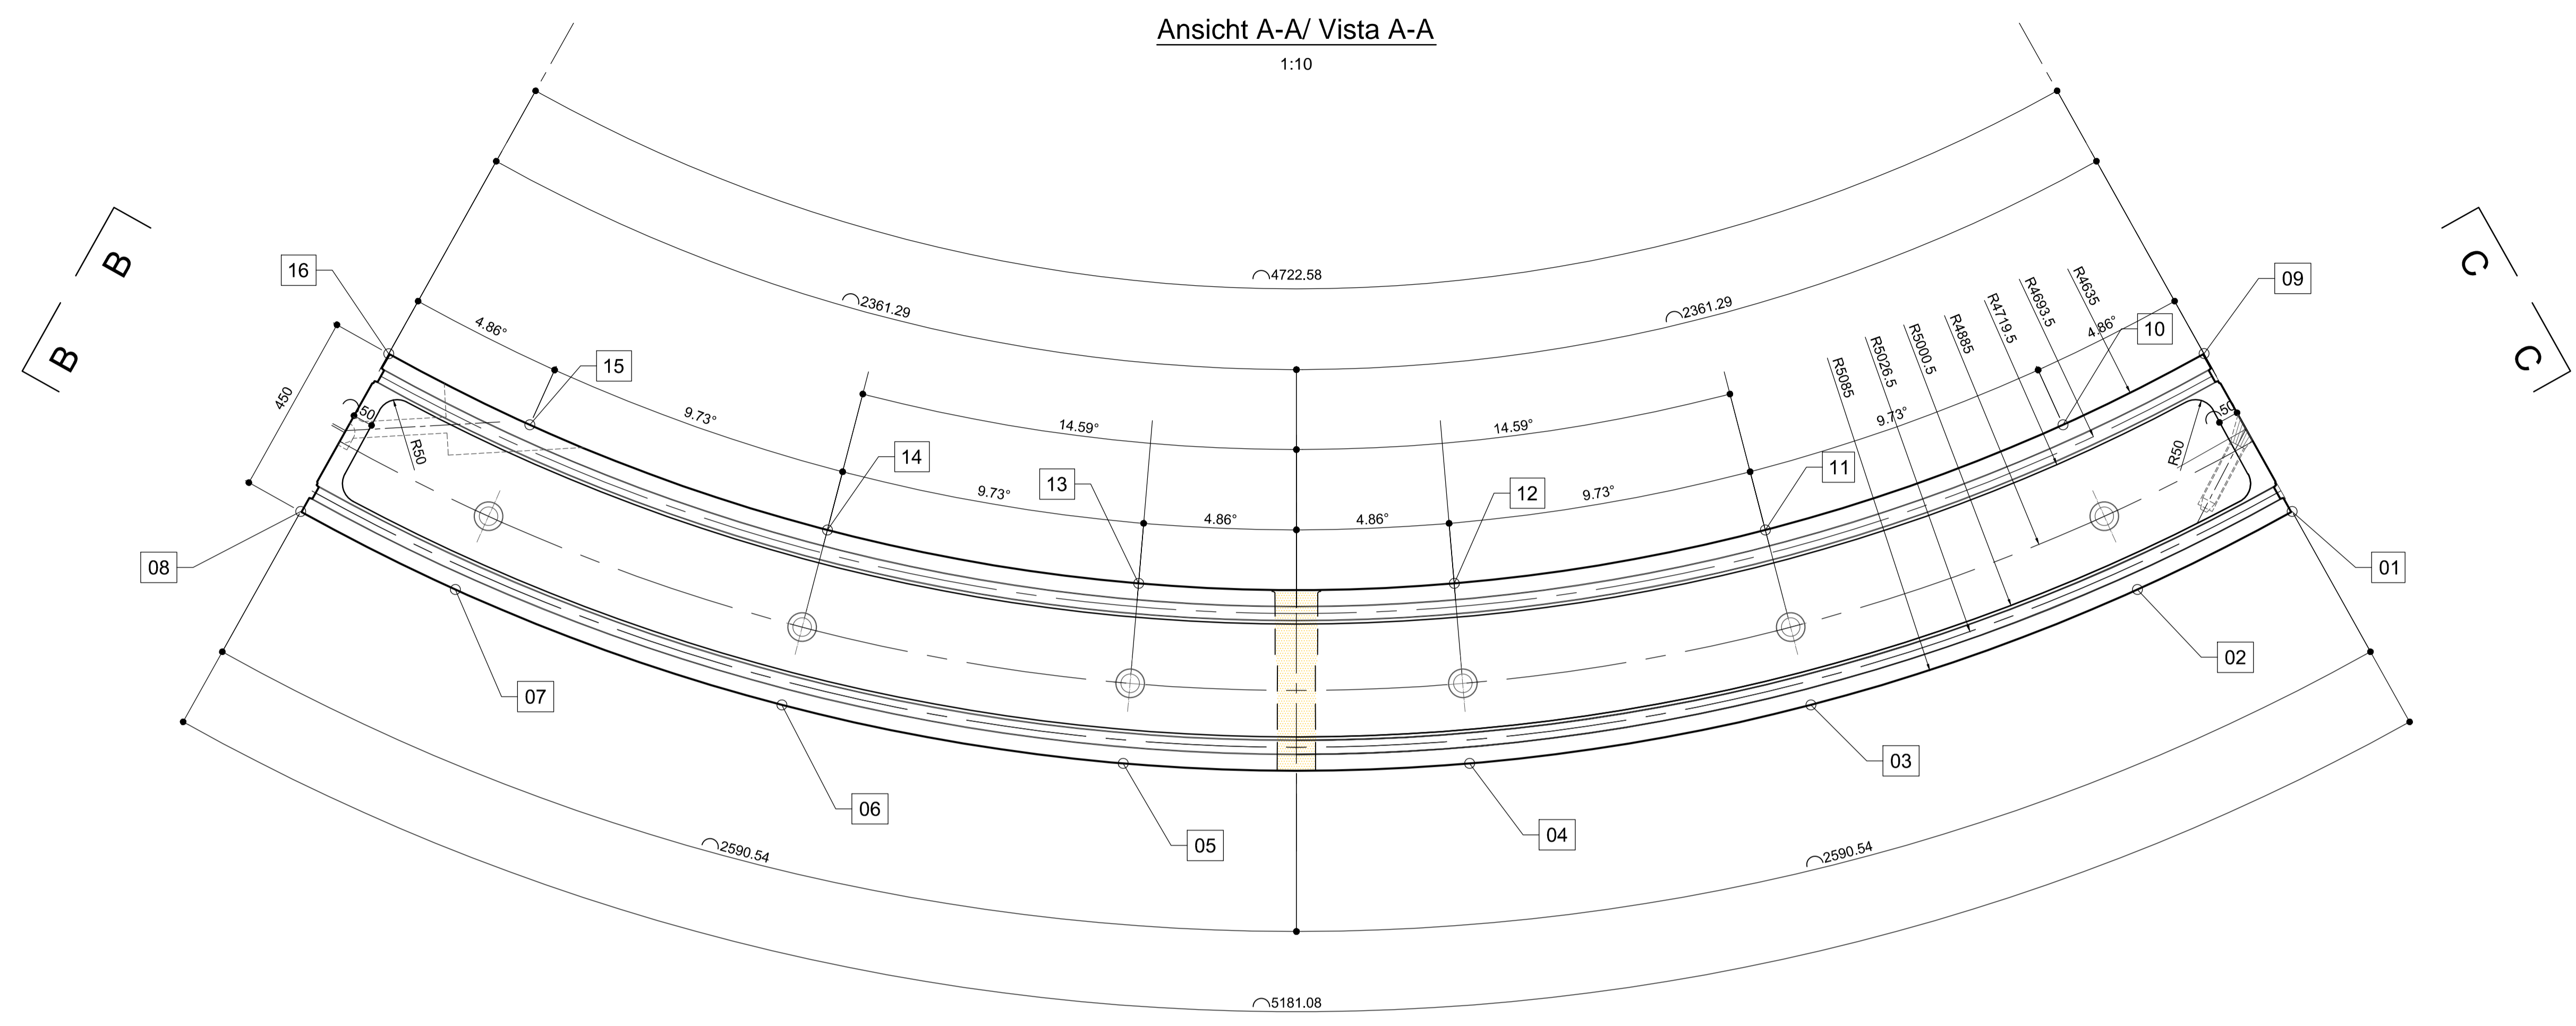 Ansicht A-A/ Vista A-A
1:10
B
B
C
C
⌒4722.58
⌒2361.29
⌒2361.29
16
09
4.86°
15
9.73°
14.59°
14.59°
R5085
R5026.5
R5000.5
R4885
R4719.5
R4693.5
R4635
4.86°
10
9.73°
450
⌒50
R50
⌒50
R50
14
13
9.73°
4.86°
4.86°
12
9.73°
11
08
01
07
02
06
03
05
04
⌒2590.54
⌒2590.54
⌒5181.08